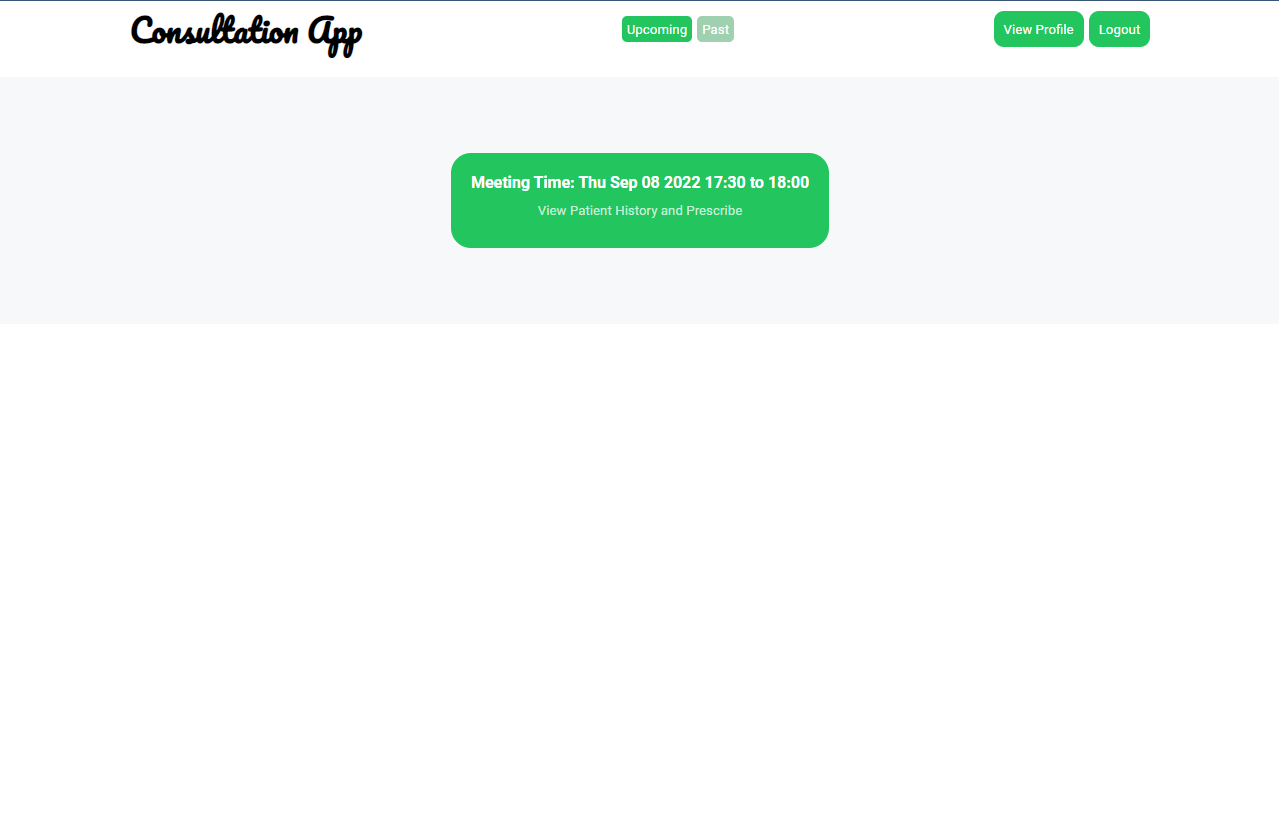 Consultation App
Upcoming Past
View Profile Logout
Meeting Time: Thu Sep 08 2022 17:30 to 18:00
View Patient History and Prescribe